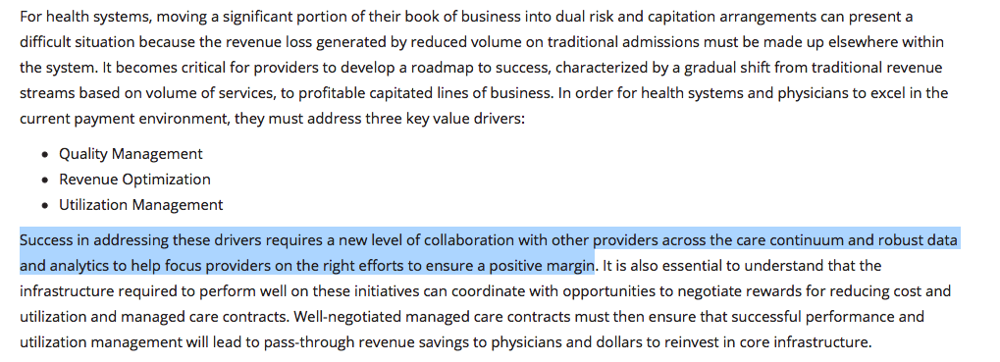 For health systems, moving a significant portion of their book of business into dual risk and capitation arrangements can present a
difficult situation because the revenue loss generated by reduced volume on traditional admissions must be made up elsewhere within
the system. It becomes critical for providers to develop a roadmap to success, characterized by a gradual shift from traditional revenue
streams based on volume of services, to profitable capitated lines of business. In order for health systems and physicians to excel in the
current payment environment, they must address three key value drivers:
• Quality Management
• Revenue Optimization
• Utilization Management
Success in addressing these drivers requires a new level of collaboration with other providers across the care continuum and robust data
and analytics to help focus providers on the right efforts to ensure a positive margin. It is also essential to understand that the
infrastructure required to perform well on these initiatives can coordinate with opportunities to negotiate rewards for reducing cost and
utilization and managed care contracts. Well-negotiated managed care contracts must then ensure that successful performance and
utilization management will lead to pass-through revenue savings to physicians and dollars to reinvest in core infrastructure.